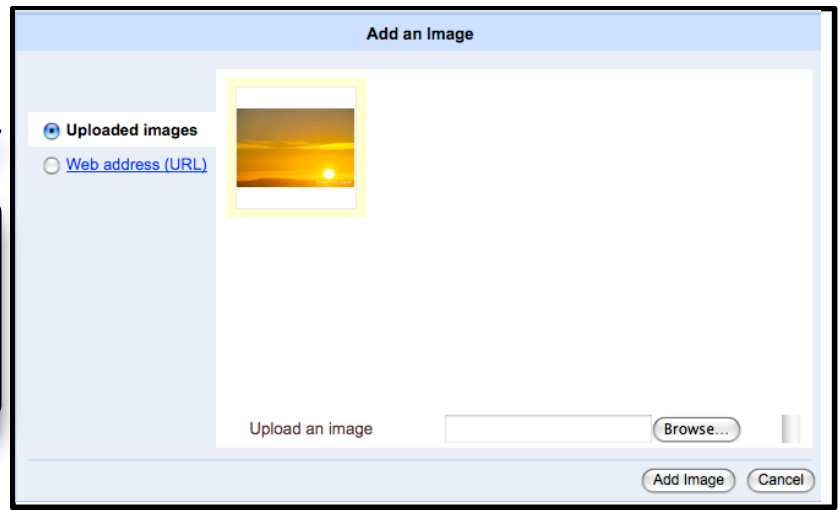 Add an Image
Uploaded images
Web address (URL)
Upload an image
Browse...
Add Image
Cancel